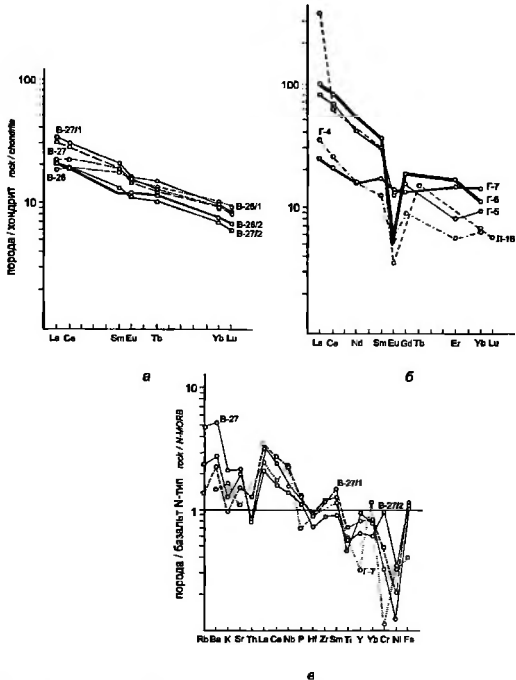 100
B-27/1
B-27
B-26
10
B-26/1
B-26/2
B-27/2
порода / хондрит rock / chondrite
La Ce Sm Eu Tb Yb Lu
а
100
Г-4
10
Г-7
Г-6
Г-5
La Ce Nd Sm Eu Gd Tb Er Yb Lu
б
10
B-27
B-27/1
B-27/2
1
Г-7
порода / базальт N-тип rock / N-MORB
Rb Ba K Sr Th La Ce Nb P Hf Zr Sm Ti Y Yb Cr Ni Fe
в